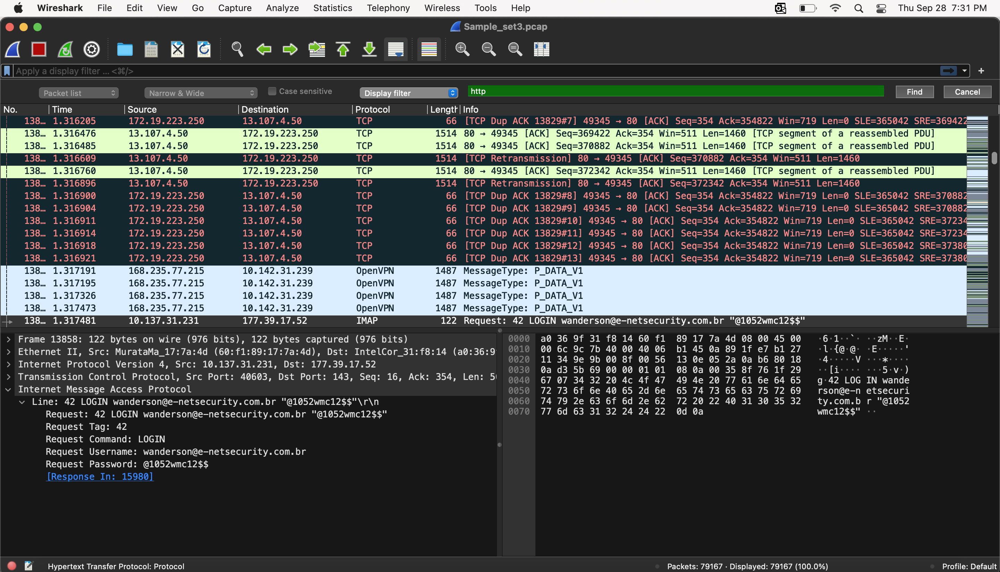 Wireshark File Edit View Go Capture Analyze Statistics Telephony Wireless Tools Help Thu Sep 28 7:31 PM
Sample_set3.pcap
Apply a display filter … <⌘/>
Packet list Narrow & Wide Case sensitive Display filter http Find Cancel
No. Time Source Destination Protocol Length Info
138… 1.316205 172.19.223.250 13.107.4.50 TCP 66 [TCP Dup ACK 13829#7] 49345 → 80 [ACK] Seq=354 Ack=354822 Win=719 Len=0 SLE=365042 SRE=369422
138… 1.316476 13.107.4.50 172.19.223.250 TCP 1514 80 → 49345 [ACK] Seq=369422 Ack=354 Win=511 Len=1460 [TCP segment of a reassembled PDU]
138… 1.316485 13.107.4.50 172.19.223.250 TCP 1514 80 → 49345 [ACK] Seq=370882 Ack=354 Win=511 Len=1460 [TCP segment of a reassembled PDU]
138… 1.316609 13.107.4.50 172.19.223.250 TCP 1514 [TCP Retransmission] 80 → 49345 [ACK] Seq=370882 Ack=354 Win=511 Len=1460
138… 1.316760 13.107.4.50 172.19.223.250 TCP 1514 80 → 49345 [ACK] Seq=372342 Ack=354 Win=511 Len=1460 [TCP segment of a reassembled PDU]
138… 1.316896 13.107.4.50 172.19.223.250 TCP 1514 [TCP Retransmission] 80 → 49345 [ACK] Seq=372342 Ack=354 Win=511 Len=1460
138… 1.316900 172.19.223.250 13.107.4.50 TCP 66 [TCP Dup ACK 13829#8] 49345 → 80 [ACK] Seq=354 Ack=354822 Win=719 Len=0 SLE=365042 SRE=370882
138… 1.316904 172.19.223.250 13.107.4.50 TCP 66 [TCP Dup ACK 13829#9] 49345 → 80 [ACK] Seq=354 Ack=354822 Win=719 Len=0 SLE=365042 SRE=370882
138… 1.316911 172.19.223.250 13.107.4.50 TCP 66 [TCP Dup ACK 13829#10] 49345 → 80 [ACK] Seq=354 Ack=354822 Win=719 Len=0 SLE=365042 SRE=37234
138… 1.316914 172.19.223.250 13.107.4.50 TCP 66 [TCP Dup ACK 13829#11] 49345 → 80 [ACK] Seq=354 Ack=354822 Win=719 Len=0 SLE=365042 SRE=37234
138… 1.316918 172.19.223.250 13.107.4.50 TCP 66 [TCP Dup ACK 13829#12] 49345 → 80 [ACK] Seq=354 Ack=354822 Win=719 Len=0 SLE=365042 SRE=37380
138… 1.316921 172.19.223.250 13.107.4.50 TCP 66 [TCP Dup ACK 13829#13] 49345 → 80 [ACK] Seq=354 Ack=354822 Win=719 Len=0 SLE=365042 SRE=37380
138… 1.317191 168.235.77.215 10.142.31.239 OpenVPN 1487 MessageType: P_DATA_V1
138… 1.317195 168.235.77.215 10.142.31.239 OpenVPN 1487 MessageType: P_DATA_V1
138… 1.317326 168.235.77.215 10.142.31.239 OpenVPN 1487 MessageType: P_DATA_V1
138… 1.317473 168.235.77.215 10.142.31.239 OpenVPN 1487 MessageType: P_DATA_V1
138… 1.317481 10.137.31.231 177.39.17.52 IMAP 122 Request: 42 LOGIN wanderson@e-netsecurity.com.br "@1052wmc12$$"
Frame 13858: 122 bytes on wire (976 bits), 122 bytes captured (976 bits)
Ethernet II, Src: MurataMa_17:7a:4d (60:f1:89:17:7a:4d), Dst: IntelCor_31:f8:14 (a0:36:9
Internet Protocol Version 4, Src: 10.137.31.231, Dst: 177.39.17.52
Transmission Control Protocol, Src Port: 40603, Dst Port: 143, Seq: 16, Ack: 354, Len: 5
Internet Message Access Protocol
Line: 42 LOGIN wanderson@e-netsecurity.com.br "@1052wmc12$$"\r\n
Request: 42 LOGIN wanderson@e-netsecurity.com.br "@1052wmc12$$"
Request Tag: 42
Request Command: LOGIN
Request Username: wanderson@e-netsecurity.com.br
Request Password: @1052wmc12$$
[Response In: 15980]
0000 a0 36 9f 31 f8 14 60 f1 89 17 7a 4d 08 00 45 00 ·6·1··`· ··zM··E·
0010 00 6c 9c 7b 40 00 40 06 b1 45 0a 89 1f e7 b1 27 ·l·{@·@· ·E·····'
0020 11 34 9e 9b 00 8f 00 56 13 0e 05 2a 0a b6 80 18 ·4·····V ···*····
0030 0a d3 5b 69 00 00 01 01 08 0a 00 35 8f 76 1f 29 ··[i···· ···5·v·)
0040 67 07 34 32 20 4c 4f 47 49 4e 20 77 61 6e 64 65 g·42 LOG IN wande
0050 72 73 6f 6e 40 65 2d 6e 65 74 73 65 63 75 72 69 rson@e-n etsecuri
0060 74 79 2e 63 6f 6d 2e 62 72 20 22 40 31 30 35 32 ty.com.b r "@1052
0070 77 6d 63 31 32 24 24 22 0d 0a wmc12$$" ··
Hypertext Transfer Protocol: Protocol Packets: 79167 · Displayed: 79167 (100.0%) Profile: Default